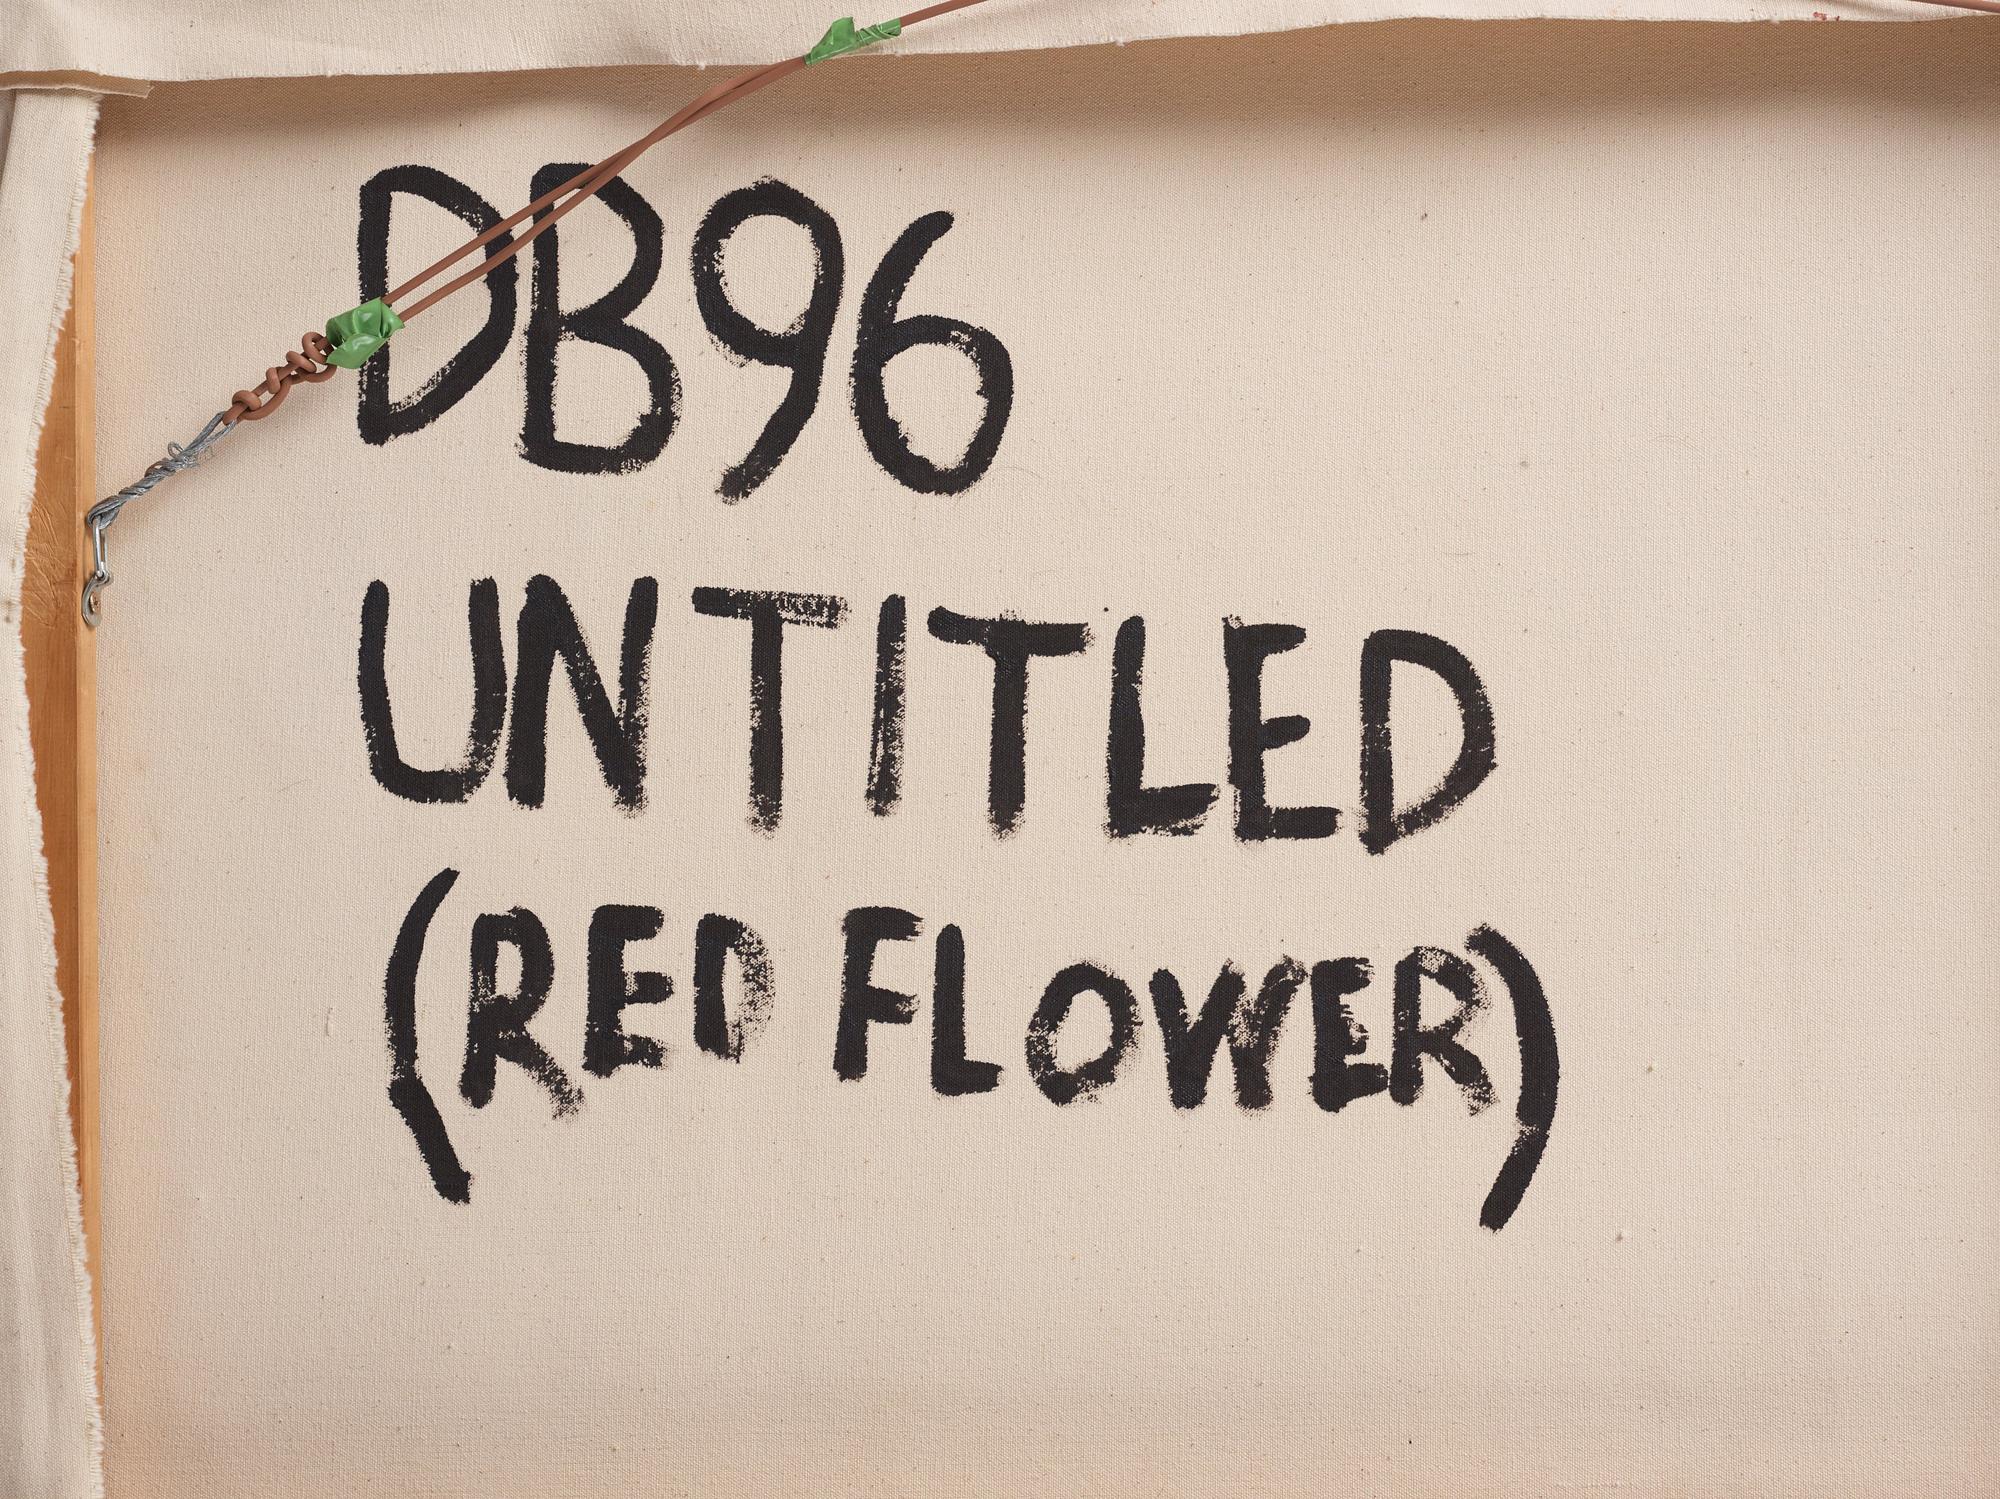 DB96
UNTITLED
(RED FLOWER)